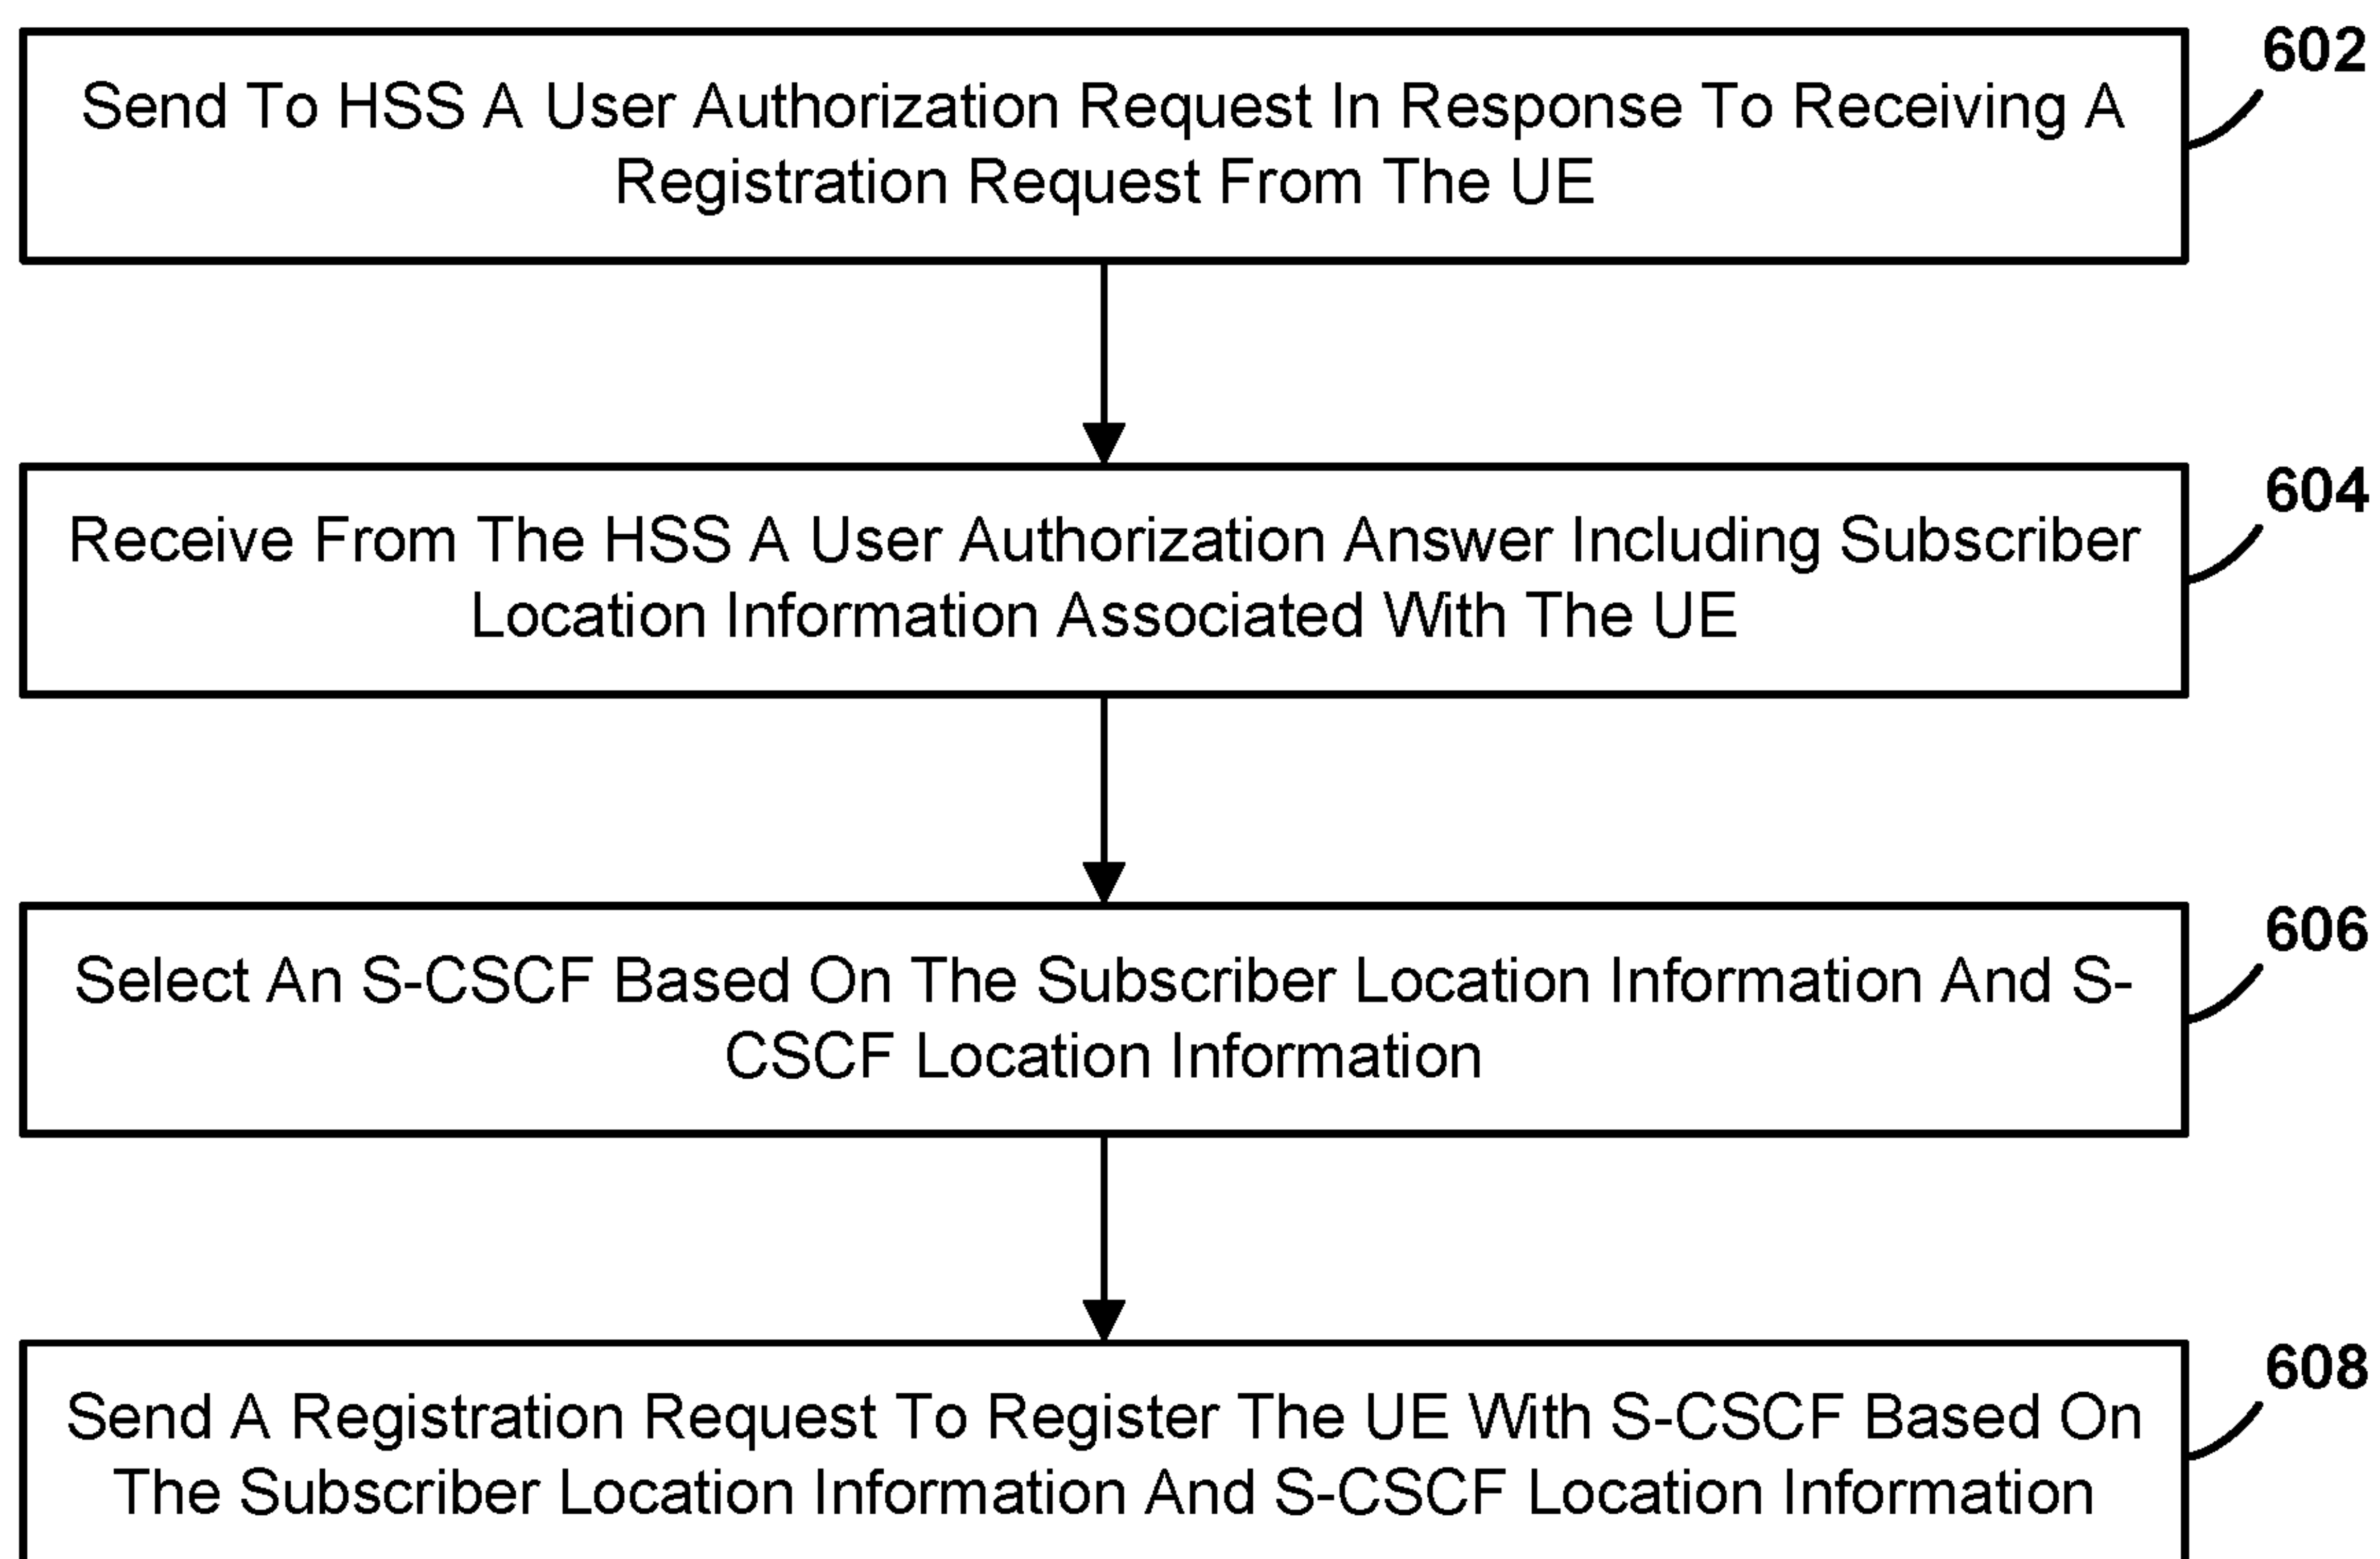 602
Send To HSS A User Authorization Request In Response To Receiving A
Registration Request From The UE
604
Receive From The HSS A User Authorization Answer Including Subscriber
Location Information Associated With The UE
606
Select An S-CSCF Based On The Subscriber Location Information And S-
CSCF Location Information
608
Send A Registration Request To Register The UE With S-CSCF Based On
The Subscriber Location Information And S-CSCF Location Information